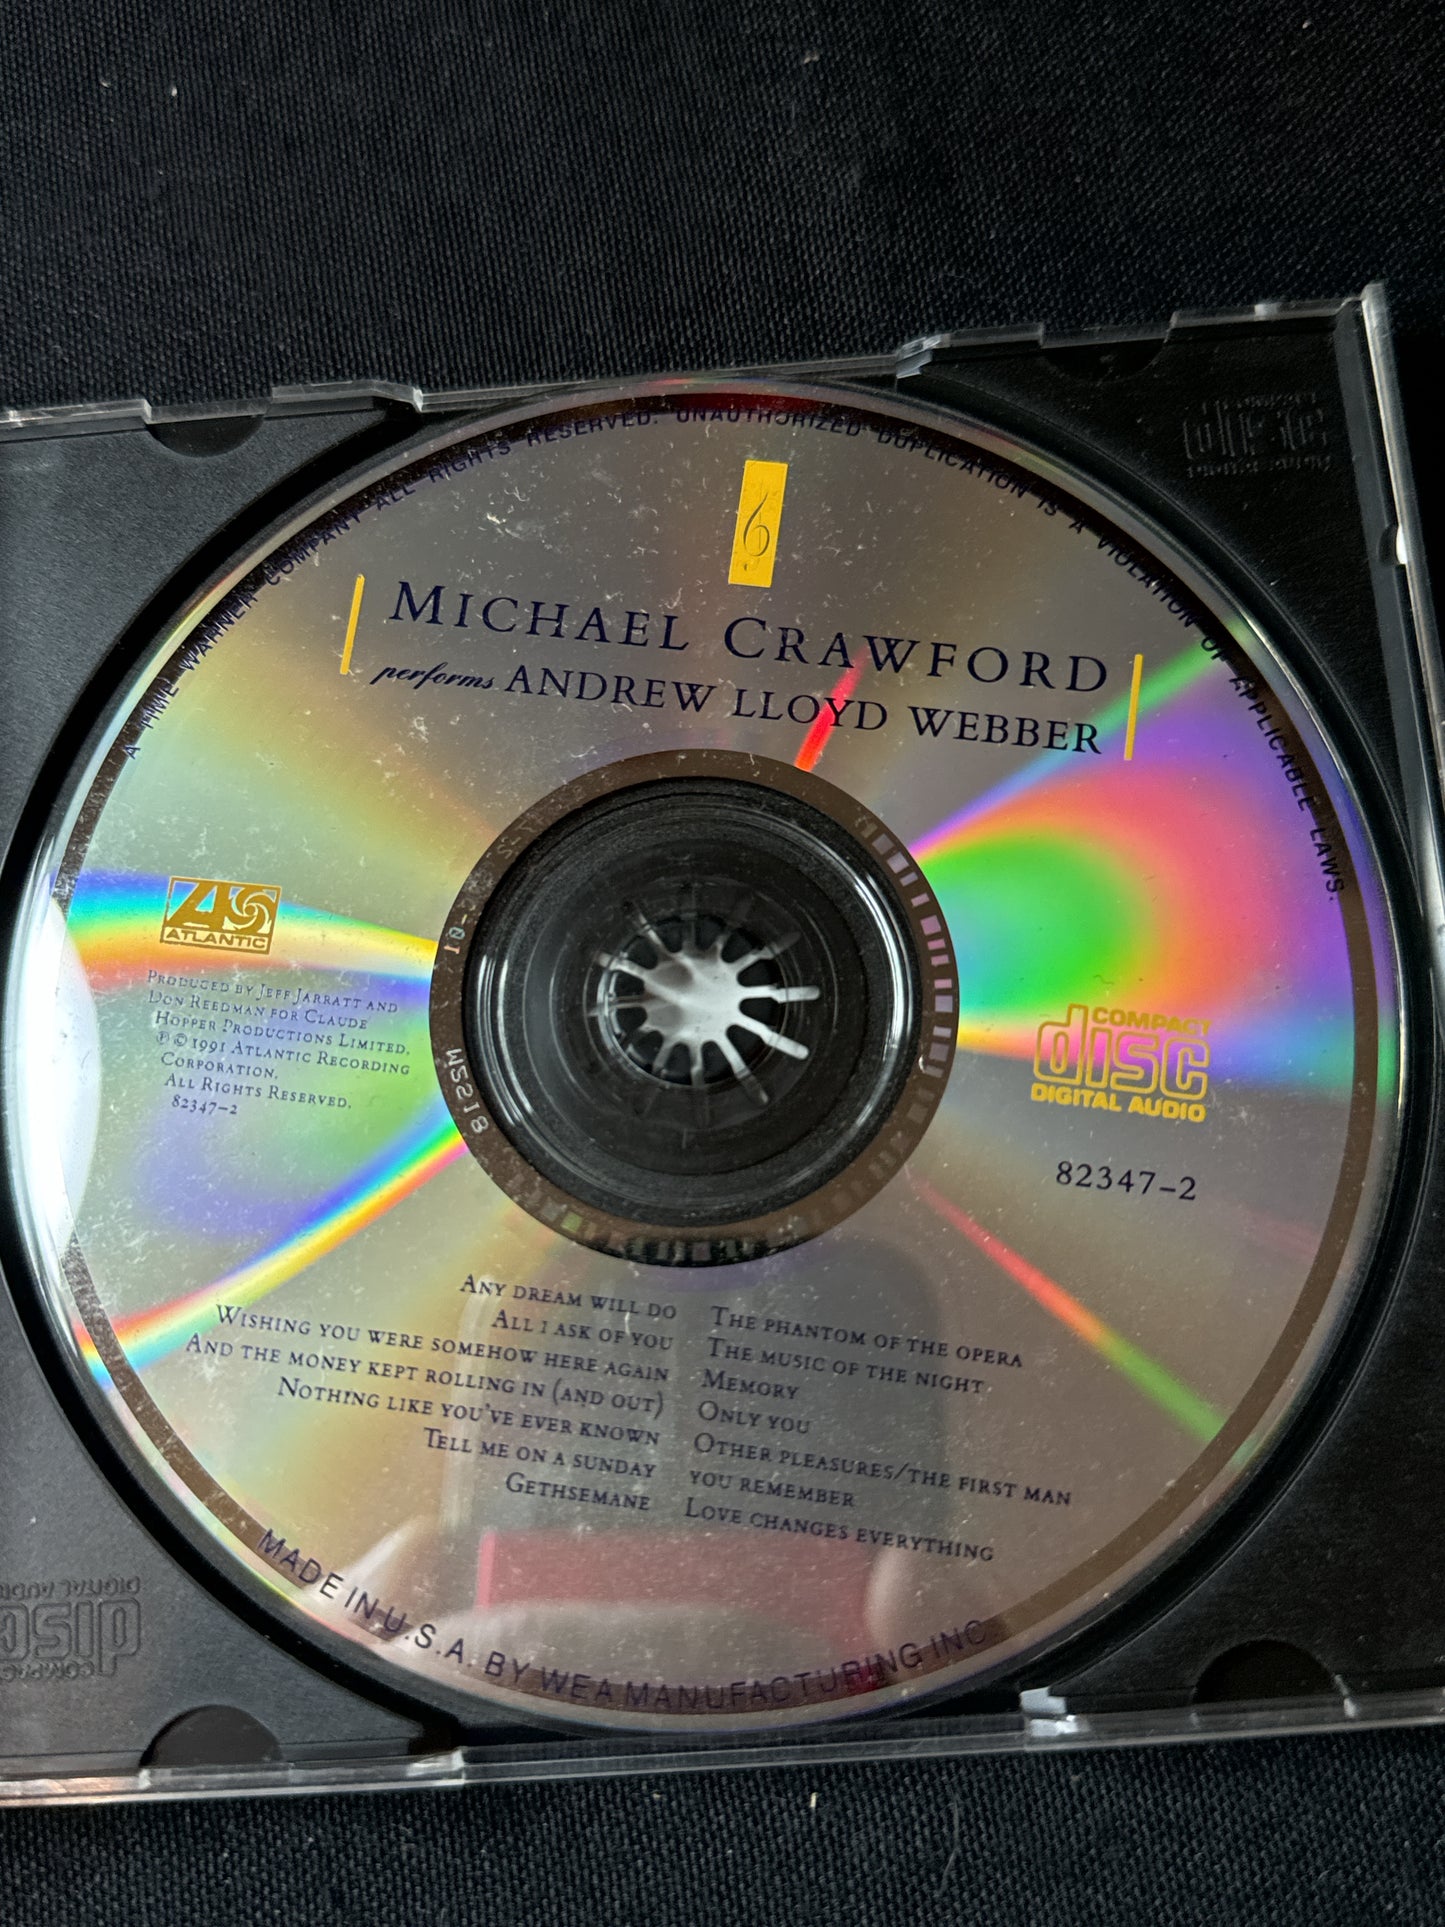 A TIME WARNER COMPANY ALL RIGHTS RESERVED. UNAUTHORIZED DUPLICATION IS A VIOLATION OF APPLICABLE LAWS.
MICHAEL CRAWFORD
performs ANDREW LLOYD WEBBER
ATLANTIC
PRODUCED BY JEFF JARRATT AND
DON REEDMAN FOR CLAUDE
HOPPER PRODUCTIONS LIMITED.
℗ © 1991 ATLANTIC RECORDING
CORPORATION.
ALL RIGHTS RESERVED.
82347-2
COMPACT
disc
DIGITAL AUDIO
82347-2
ANY DREAM WILL DO
ALL I ASK OF YOU
WISHING YOU WERE SOMEHOW HERE AGAIN
AND THE MONEY KEPT ROLLING IN (AND OUT)
NOTHING LIKE YOU'VE EVER KNOWN
TELL ME ON A SUNDAY
GETHSEMANE
THE PHANTOM OF THE OPERA
THE MUSIC OF THE NIGHT
MEMORY
ONLY YOU
OTHER PLEASURES/THE FIRST MAN
YOU REMEMBER
LOVE CHANGES EVERYTHING
MADE IN U.S.A. BY WEA MANUFACTURING INC.
COMPACT
disc
DIGITAL AUDIO
disc